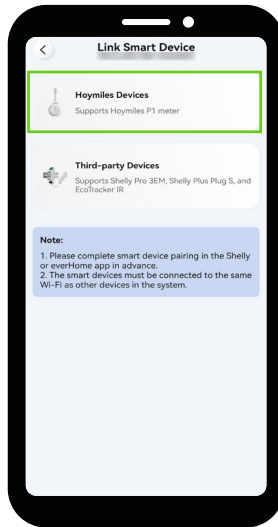 Link Smart Device
Hoymiles Devices
Supports Hoymiles P1 meter
Third-party Devices
Supports Shelly Pro 3EM, Shelly Plus Plug S, and
EcoTracker IR
Note:
1. Please complete smart device pairing in the Shelly
or everHome app in advance.
2. The smart devices must be connected to the same
Wi-Fi as other devices in the system.